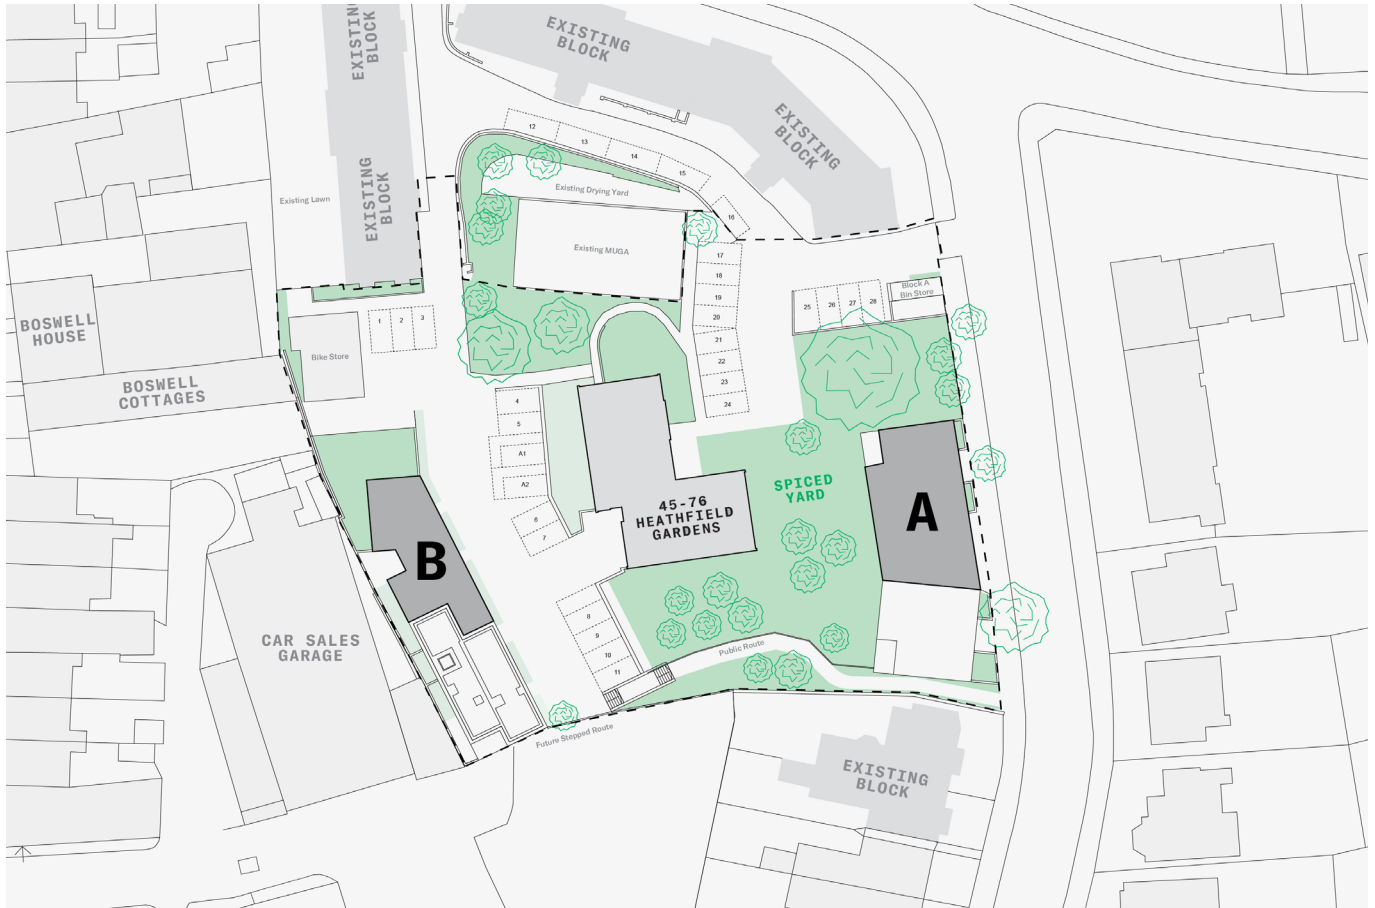 EXISTING
BLOCK
EXISTING
BLOCK
EXISTING
BLOCK
12
13
14
15
16
Existing Drying Yard
Existing Lawn
EXISTING
BLOCK
Existing MUGA
17
18
19
20
21
22
23
24
25
26
27
28
Block A
Bin Store
BOSWELL
HOUSE
1
2
3
Bike Store
BOSWELL
COTTAGES
4
5
A1
A2
6
7
SPICED
YARD
45-76
HEATHFIELD
GARDENS
A
B
8
9
10
11
CAR SALES
GARAGE
Public Route
Future Stepped Route
EXISTING
BLOCK